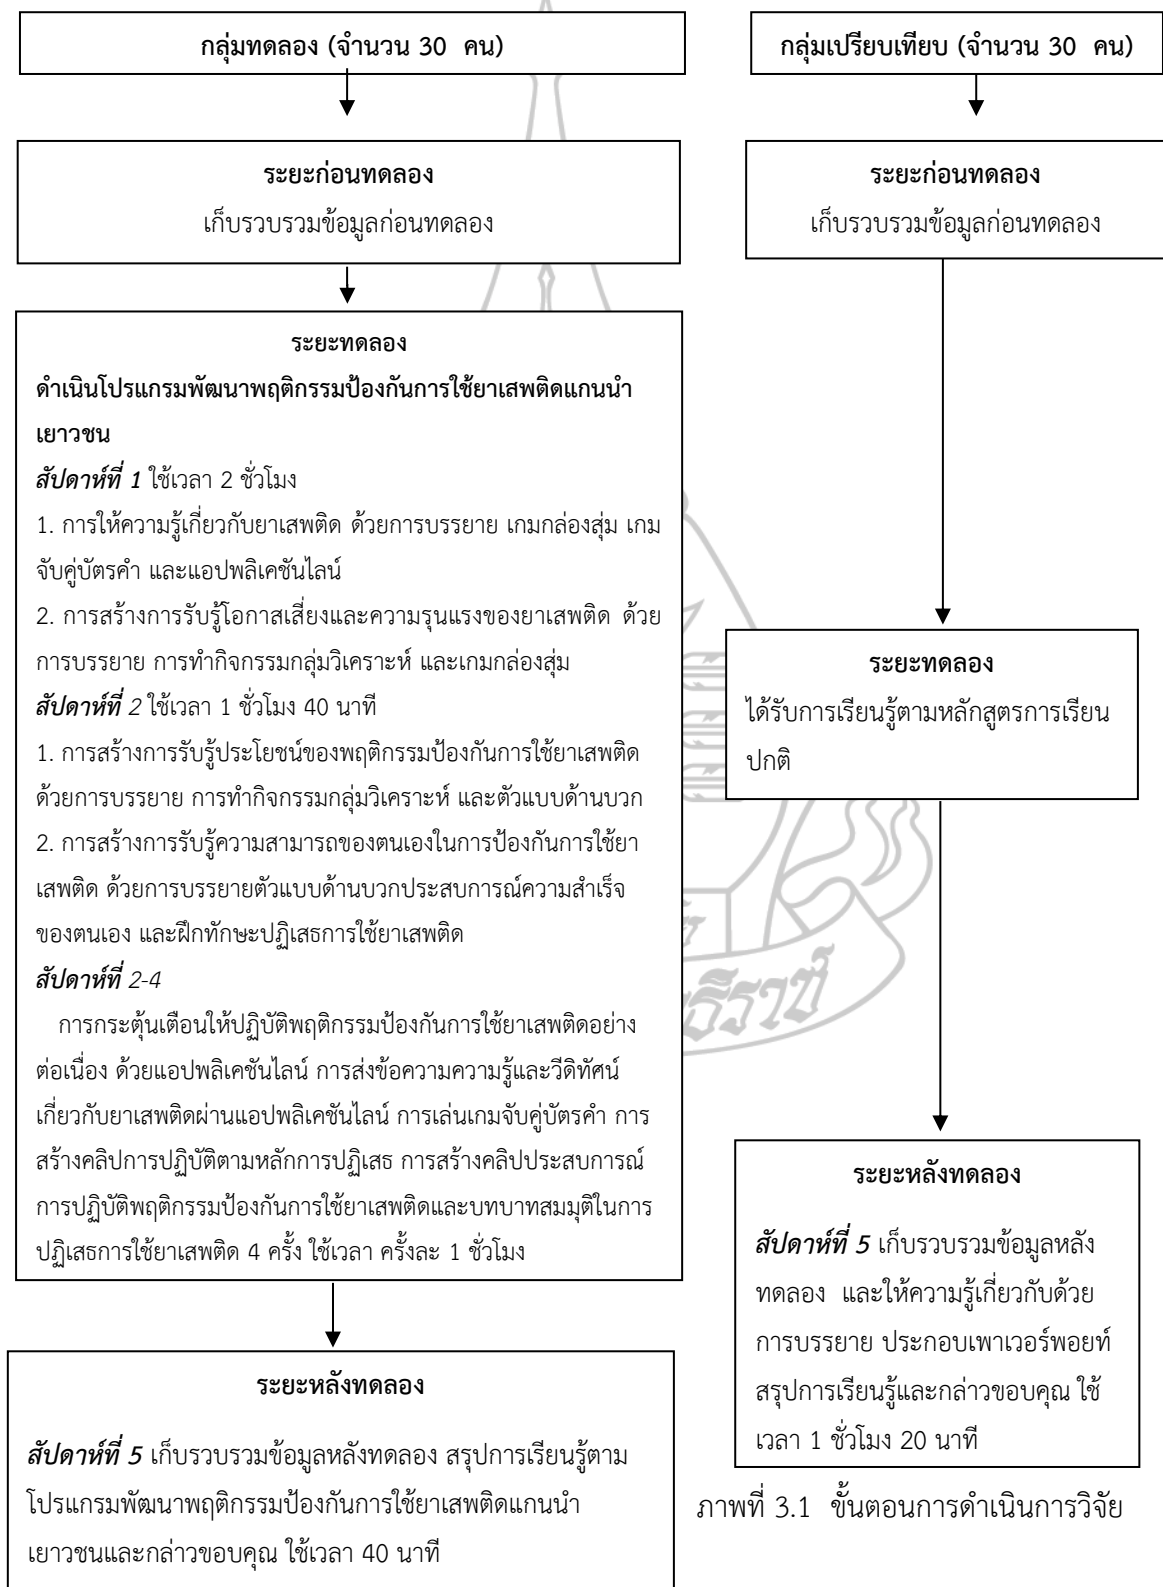 กลุ่มทดลอง (จำนวน 30  คน)
ระยะก่อนทดลอง
เก็บรวบรวมข้อมูลก่อนทดลอง
ระยะทดลอง
ดำเนินโปรแกรมพัฒนาพฤติกรรมป้องกันการใช้ยาเสพติดแกนนำ
เยาวชน
สัปดาห์ที่ 1 ใช้เวลา 2 ชั่วโมง
1. การให้ความรู้เกี่ยวกับยาเสพติด ด้วยการบรรยาย เกมกล่องสุ่ม เกม
จับคู่บัตรคำ และแอปพลิเคชันไลน์
2. การสร้างการรับรู้โอกาสเสี่ยงและความรุนแรงของยาเสพติด ด้วย
การบรรยาย การทำกิจกรรมกลุ่มวิเคราะห์ และเกมกล่องสุ่ม
สัปดาห์ที่ 2 ใช้เวลา 1 ชั่วโมง 40 นาที
1. การสร้างการรับรู้ประโยชน์ของพฤติกรรมป้องกันการใช้ยาเสพติด
ด้วยการบรรยาย การทำกิจกรรมกลุ่มวิเคราะห์ และตัวแบบด้านบวก
2. การสร้างการรับรู้ความสามารถของตนเองในการป้องกันการใช้ยา
เสพติด ด้วยการบรรยายตัวแบบด้านบวกประสบการณ์ความสำเร็จ
ของตนเอง และฝึกทักษะปฏิเสธการใช้ยาเสพติด
สัปดาห์ที่ 2-4
การกระตุ้นเตือนให้ปฏิบัติพฤติกรรมป้องกันการใช้ยาเสพติดอย่าง
ต่อเนื่อง ด้วยแอปพลิเคชันไลน์ การส่งข้อความความรู้และวีดิทัศน์
เกี่ยวกับยาเสพติดผ่านแอปพลิเคชันไลน์ การเล่นเกมจับคู่บัตรคำ การ
สร้างคลิปการปฏิบัติตามหลักการปฏิเสธ การสร้างคลิปประสบการณ์
การปฏิบัติพฤติกรรมป้องกันการใช้ยาเสพติดและบทบาทสมมุติในการ
ปฏิเสธการใช้ยาเสพติด 4 ครั้ง ใช้เวลา ครั้งละ 1 ชั่วโมง
ระยะหลังทดลอง
สัปดาห์ที่ 5 เก็บรวบรวมข้อมูลหลังทดลอง สรุปการเรียนรู้ตาม
โปรแกรมพัฒนาพฤติกรรมป้องกันการใช้ยาเสพติดแกนนำ
เยาวชนและกล่าวขอบคุณ ใช้เวลา 40 นาที
กลุ่มเปรียบเทียบ (จำนวน 30  คน)
ระยะก่อนทดลอง
เก็บรวบรวมข้อมูลก่อนทดลอง
ระยะทดลอง
ได้รับการเรียนรู้ตามหลักสูตรการเรียน
ปกติ
ระยะหลังทดลอง
สัปดาห์ที่ 5 เก็บรวบรวมข้อมูลหลัง
ทดลอง  และให้ความรู้เกี่ยวกับด้วย
การบรรยาย ประกอบเพาเวอร์พอยท์
สรุปการเรียนรู้และกล่าวขอบคุณ ใช้
เวลา 1 ชั่วโมง 20 นาที
ภาพที่ 3.1  ขั้นตอนการดำเนินการวิจัย